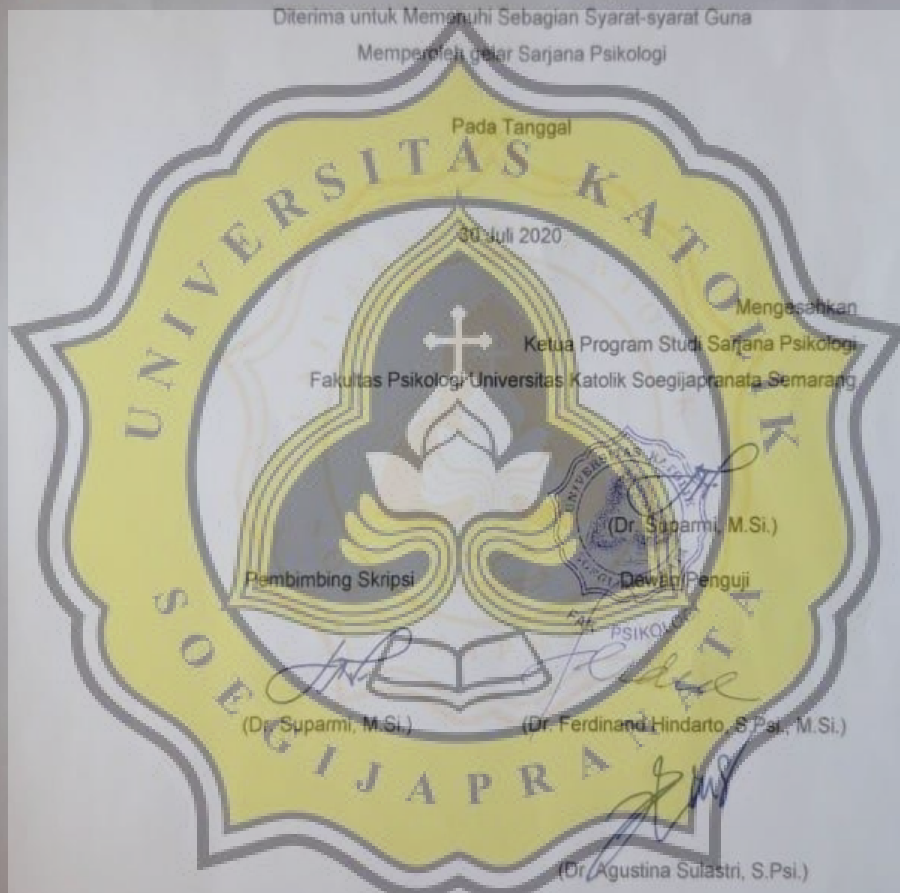 Diterima untuk Memenuhi Sebagian Syarat-syarat Guna
Memperoleh gelar Sarjana Psikologi
Pada Tanggal
30 Juli 2020
Mengesahkan
Ketua Program Studi Sarjana Psikologi
Fakultas Psikologi Universitas Katolik Soegijapranata Semarang
(Dr. Suparmi, M.Si.)
Pembimbing Skripsi
Dewan Penguji
(Dr. Suparmi, M.Si.)
(Dr. Ferdinand Hindarto, S.Psi., M.Si.)
(Dr. Agustina Sulastri, S.Psi.)
UNIVERSITAS KATOLIK
SOEGIJAPRANATA
FAK. PSIKOLOGI